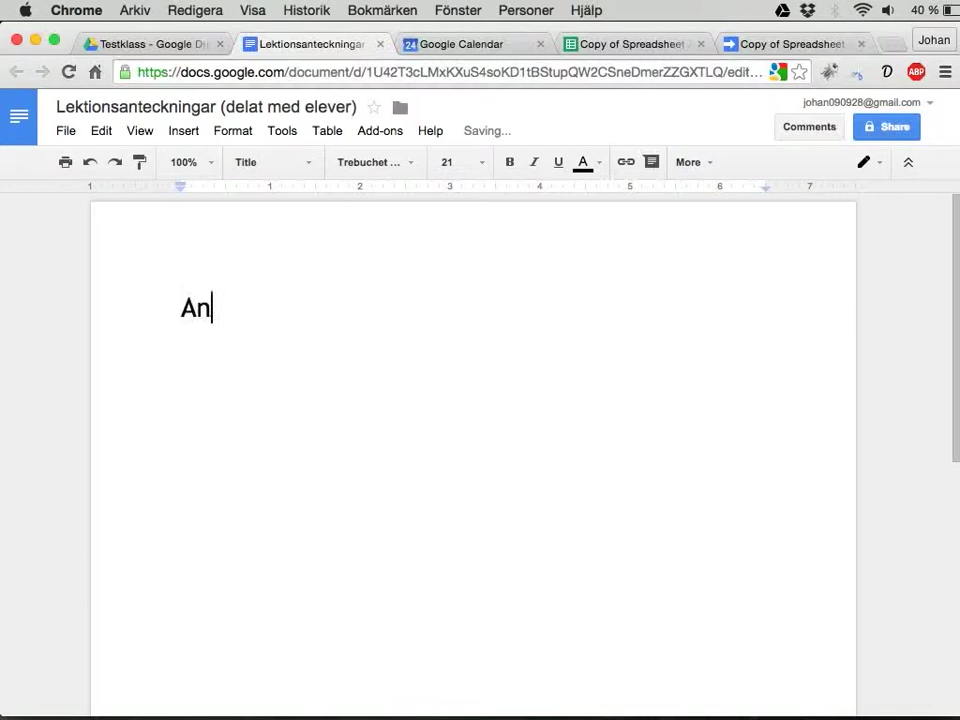 Chrome Arkiv Redigera Visa Historik Bokmärken Fönster Personer Hjälp 40 %
Testklass - Google Dri Lektionsanteckningar 24 Google Calendar Copy of Spreadsheet Copy of Spreadsheet Johan
https://docs.google.com/document/d/1U42T3cLMxKXuS4soKD1tBStupQW2CSneDmerZZGXTLQ/edit... D ABP
Lektionsanteckningar (delat med elever) johan090928@gmail.com
File Edit View Insert Format Tools Table Add-ons Help Saving... Comments Share
100% Title Trebuchet ... 21 B I U A More
1 1 2 3 4 5 6 7
An